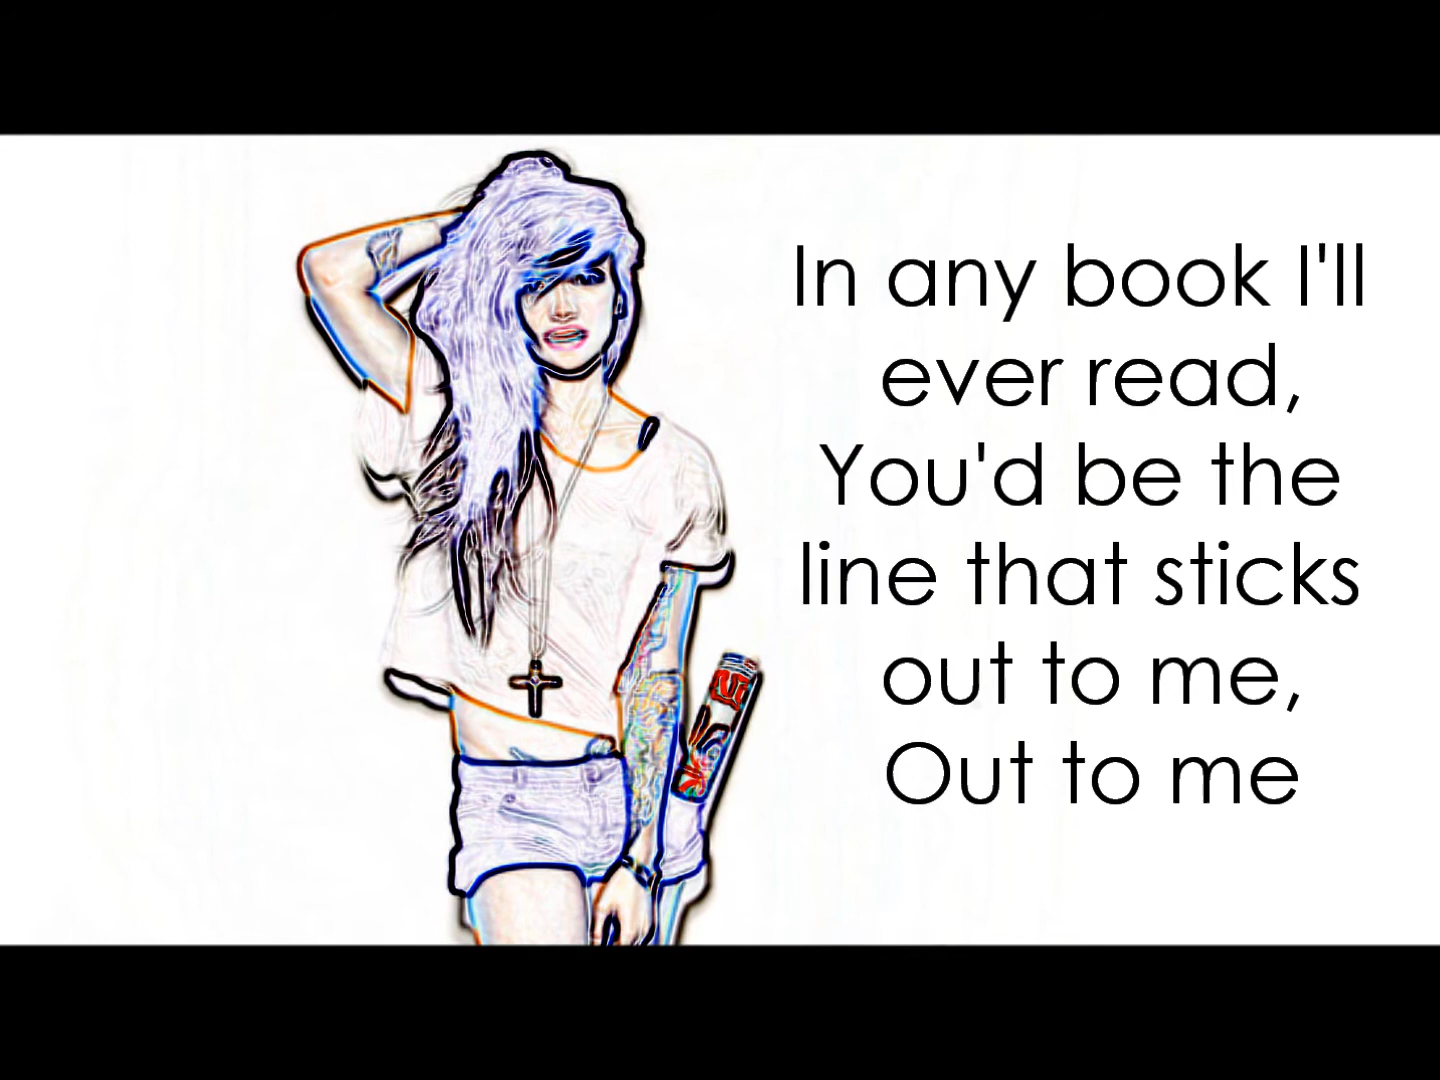 In any book I'll
ever read,
You'd be the
line that sticks
out to me,
Out to me